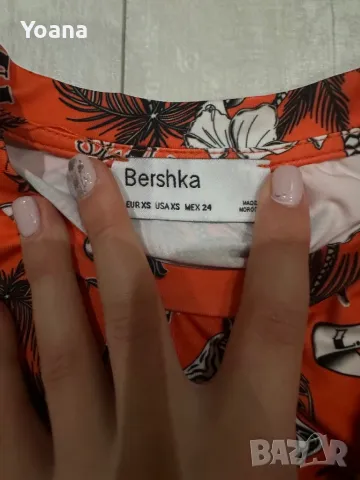 Yoana
Bershka
EUR XS USA XS MEX 24
BAZAR